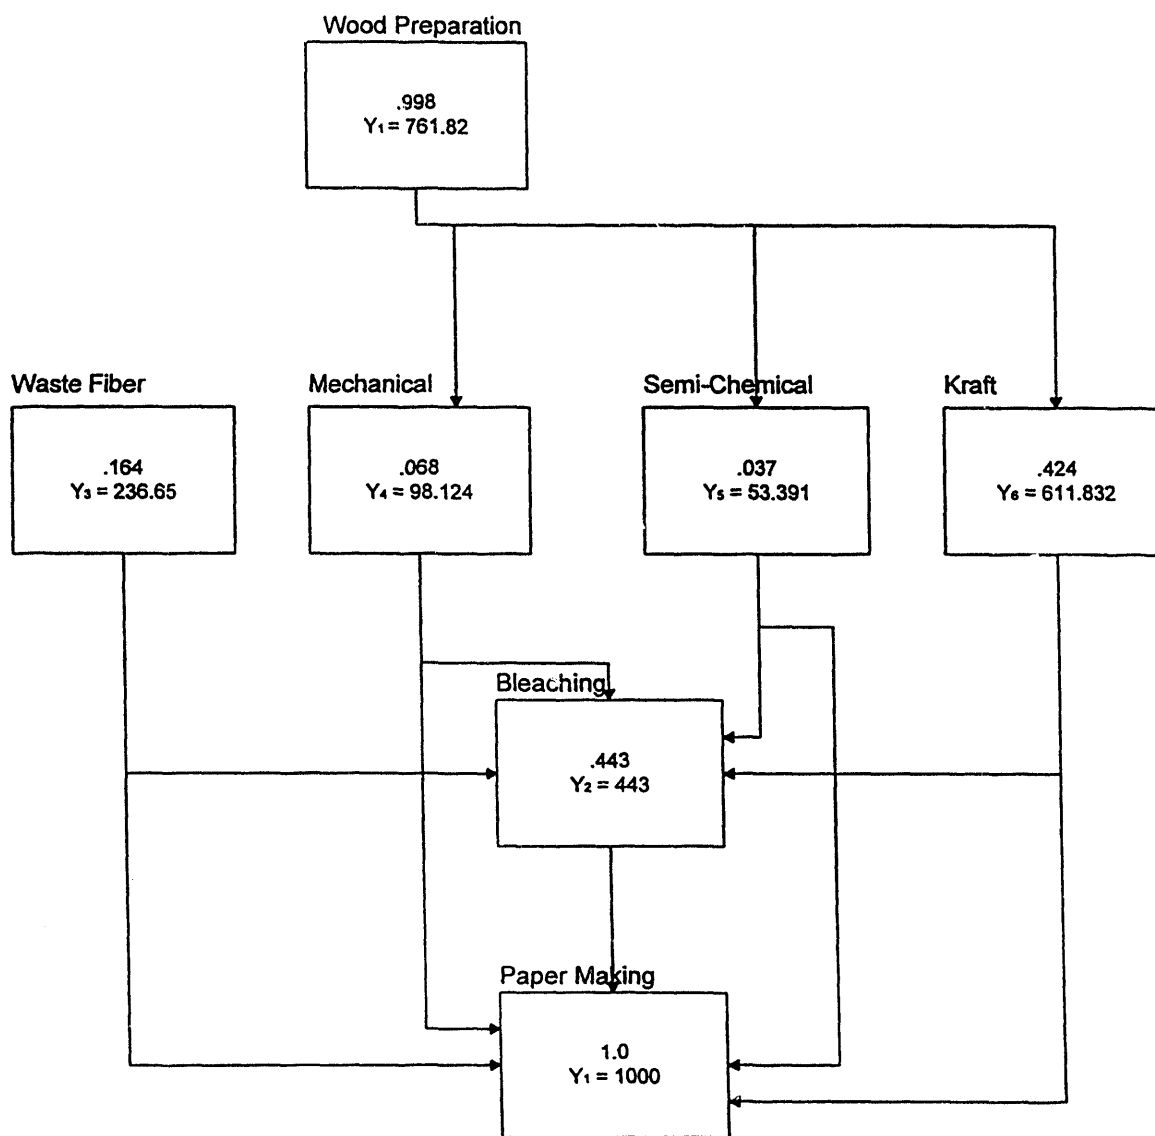 Wood Preparation
.998
Y₁ = 761.82
Waste Fiber
.164
Y₃ = 236.65
Mechanical
.068
Y₄ = 98.124
Semi-Chemical
.037
Y₅ = 53.391
Kraft
.424
Y₆ = 611.832
Bleaching
.443
Y₂ = 443
Paper Making
1.0
Y₁ = 1000